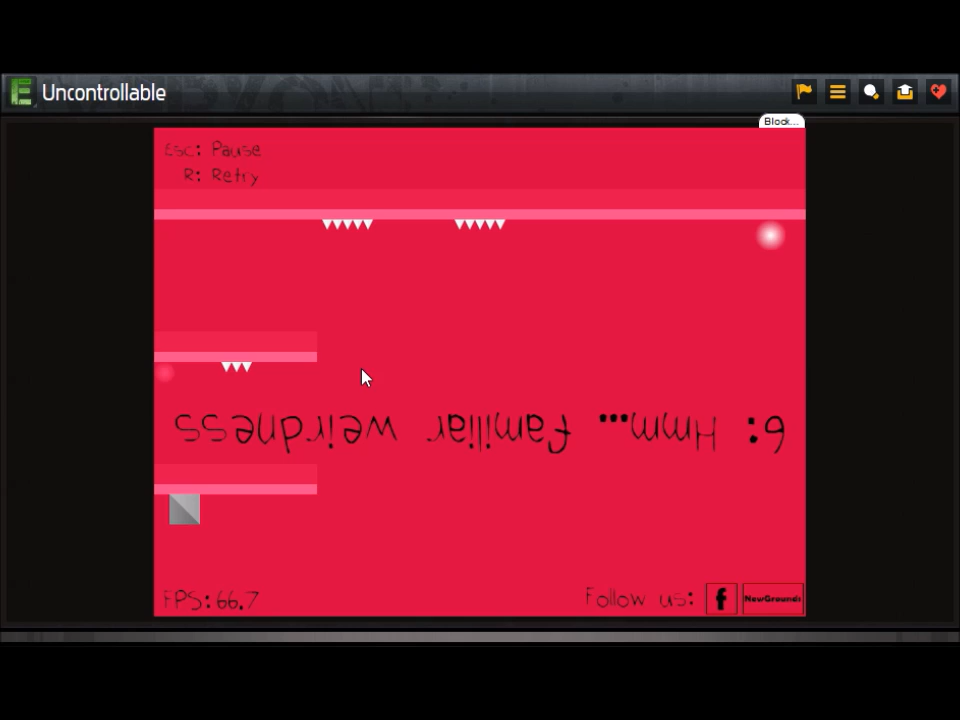 Uncontrollable
Block...
Esc: Pause
R: Retry
6: Hmm... familiar weirdness
FPS:66.7
Follow us: f NewGrounds